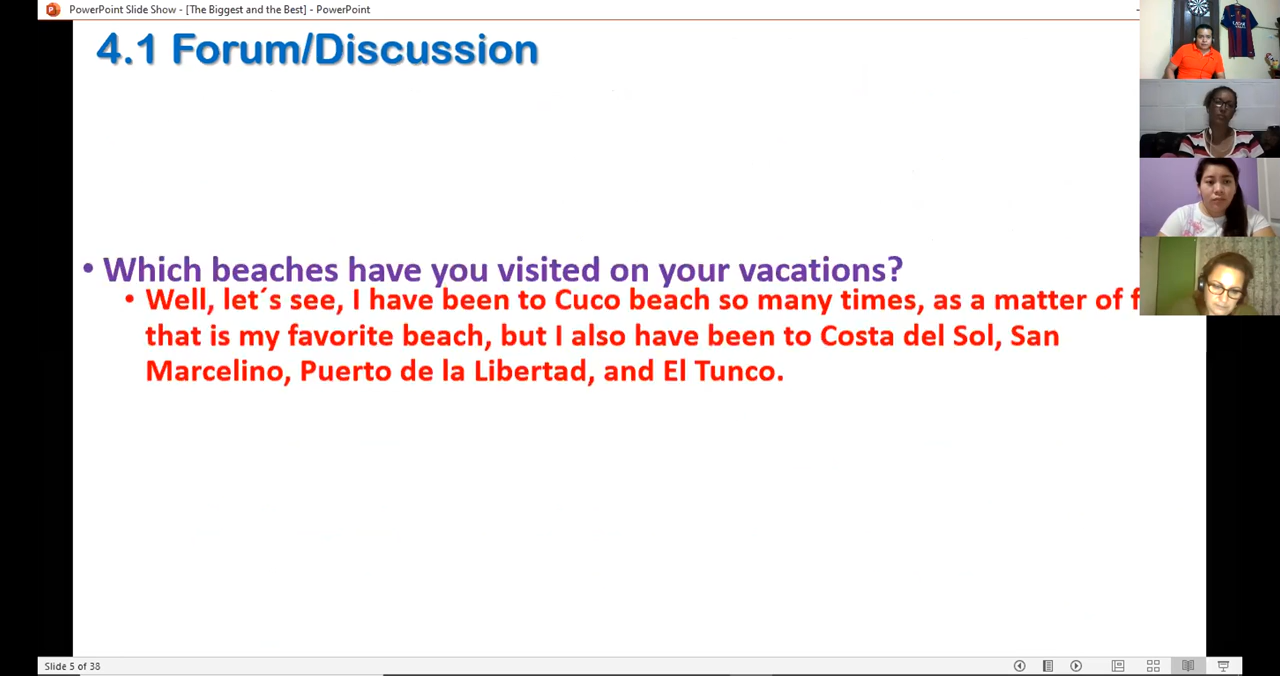 PowerPoint Slide Show - [The Biggest and the Best] - PowerPoint
4.1 Forum/Discussion
• Which beaches have you visited on your vacations?
• Well, let´s see, I have been to Cuco beach so many times, as a matter of
that is my favorite beach, but I also have been to Costa del Sol, San
Marcelino, Puerto de la Libertad, and El Tunco.
Slide 5 of 38